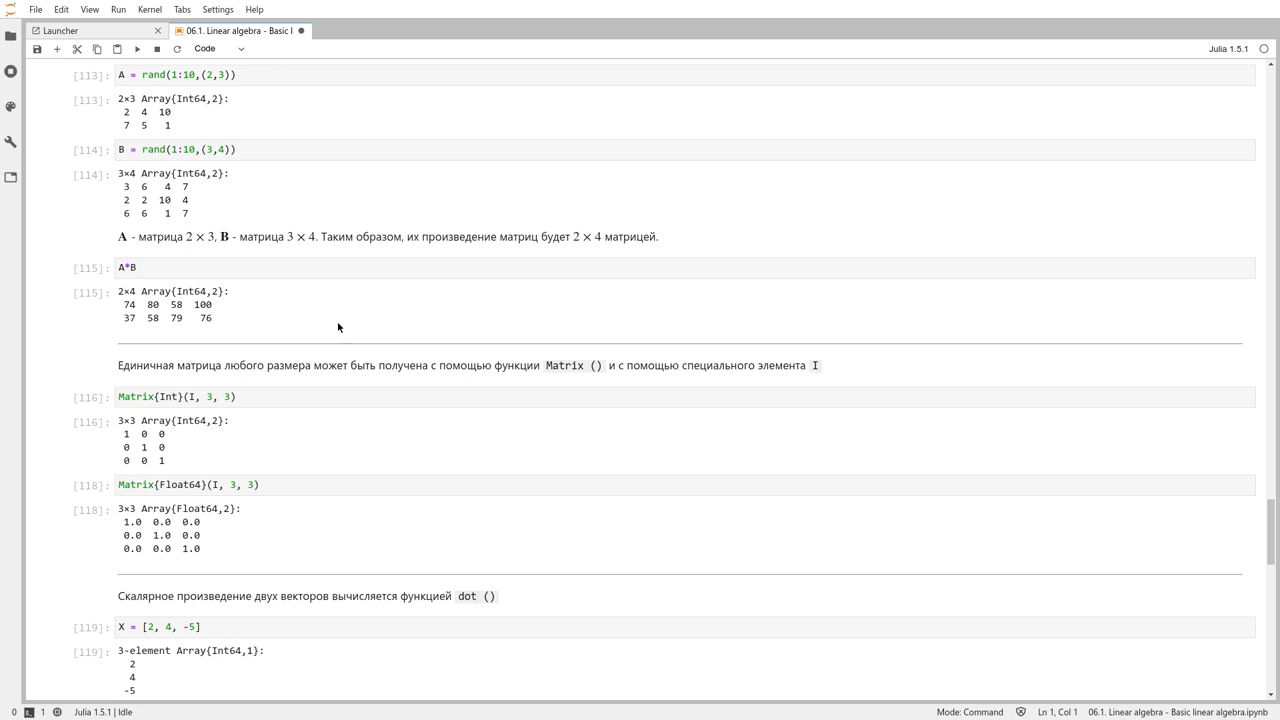 File Edit View Run Kernel Tabs Settings Help
Launcher
06.1. Linear algebra - Basic l
Code
Julia 1.5.1
[113]: A = rand(1:10,(2,3))
[113]: 2×3 Array{Int64,2}:
2 4 10
7 5 1
[114]: B = rand(1:10,(3,4))
[114]: 3×4 Array{Int64,2}:
3 6 4 7
2 2 10 4
6 6 1 7
A - матрица 2 × 3, B - матрица 3 × 4. Таким образом, их произведение матриц будет 2 × 4 матрицей.
[115]: A*B
[115]: 2×4 Array{Int64,2}:
74 80 58 100
37 58 79 76
Единичная матрица любого размера может быть получена с помощью функции Matrix () и с помощью специального элемента I
[116]: Matrix{Int}(I, 3, 3)
[116]: 3×3 Array{Int64,2}:
1 0 0
0 1 0
0 0 1
[118]: Matrix{Float64}(I, 3, 3)
[118]: 3×3 Array{Float64,2}:
1.0 0.0 0.0
0.0 1.0 0.0
0.0 0.0 1.0
Скалярное произведение двух векторов вычисляется функцией dot ()
[119]: X = [2, 4, -5]
[119]: 3-element Array{Int64,1}:
2
4
-5
0 1 Julia 1.5.1 | Idle
Mode: Command Ln 1, Col 1 06.1. Linear algebra - Basic linear algebra.ipynb